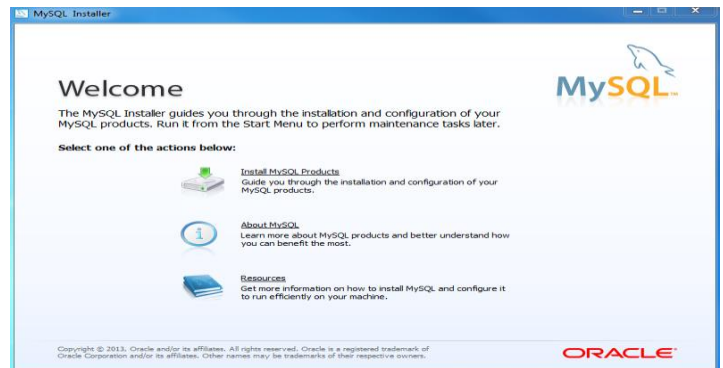 MySQL Installer
Welcome
MySQL™
The MySQL Installer guides you through the installation and configuration of your
MySQL products. Run it from the Start Menu to perform maintenance tasks later.
Select one of the actions below:
Install MySQL Products
Guide you through the installation and configuration of your
MySQL products.
About MySQL
Learn more about MySQL products and better understand how
you can benefit the most.
Resources
Get more information on how to install MySQL and configure it
to run efficiently on your machine.
Copyright © 2013, Oracle and/or its affiliates. All rights reserved. Oracle is a registered trademark of
Oracle Corporation and/or its affiliates. Other names may be trademarks of their respective owners.
ORACLE